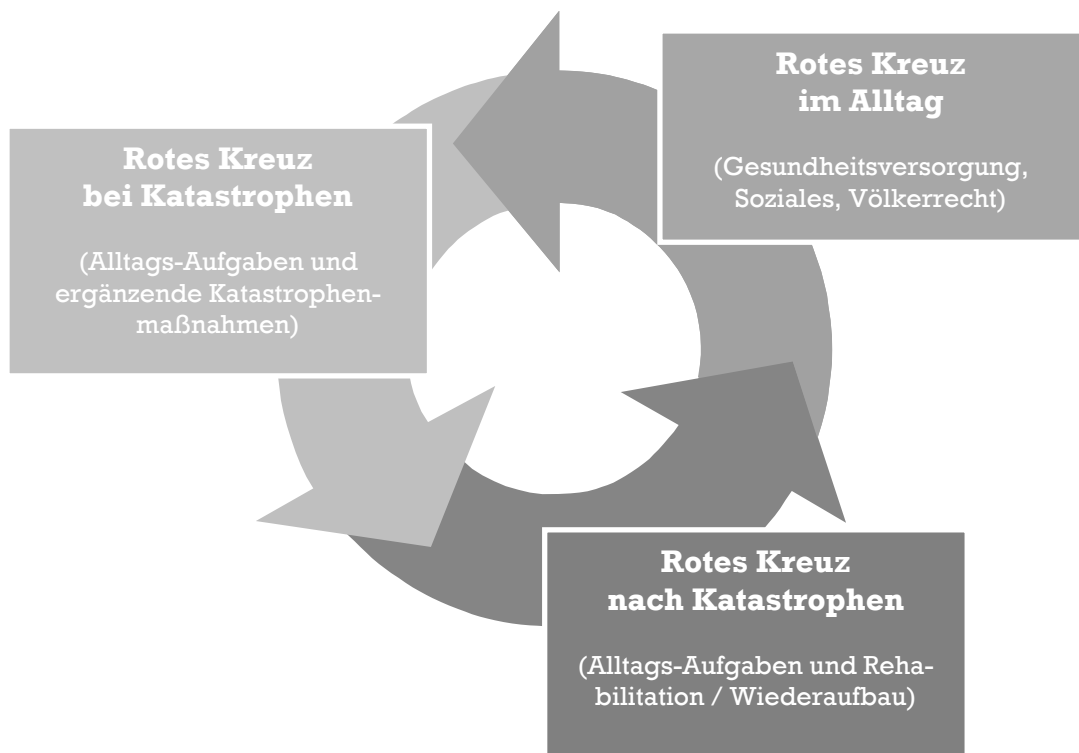 Rotes Kreuz
im Alltag
(Gesundheitsversorgung,
Soziales, Völkerrecht)
Rotes Kreuz
bei Katastrophen
(Alltags-Aufgaben und
ergänzende Katastrophen-
maßnahmen)
Rotes Kreuz
nach Katastrophen
(Alltags-Aufgaben und Reha-
bilitation / Wiederaufbau)